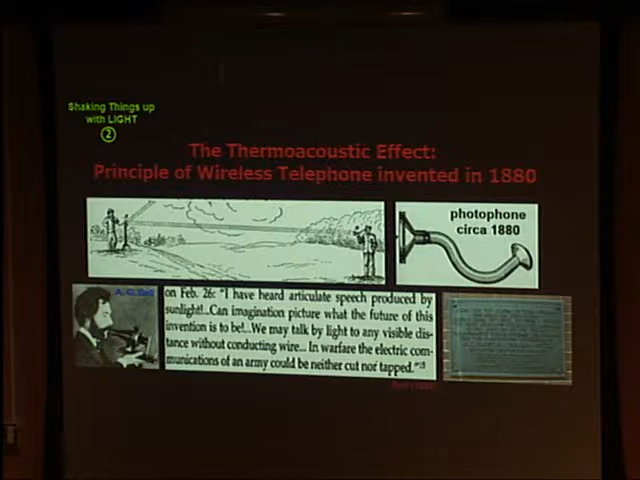 Shaking Things up
with LIGHT
2
The Thermoacoustic Effect:
Principle of Wireless Telephone invented in 1880
photophone
circa 1880
A. G. Bell
on Feb. 26: "I have heard articulate speech produced by
sunlight!...Can imagination picture what the future of this
invention is to be!...We may talk by light to any visible dis-
tance without conducting wire... In warfare the electric com-
munications of an army could be neither cut nor tapped."